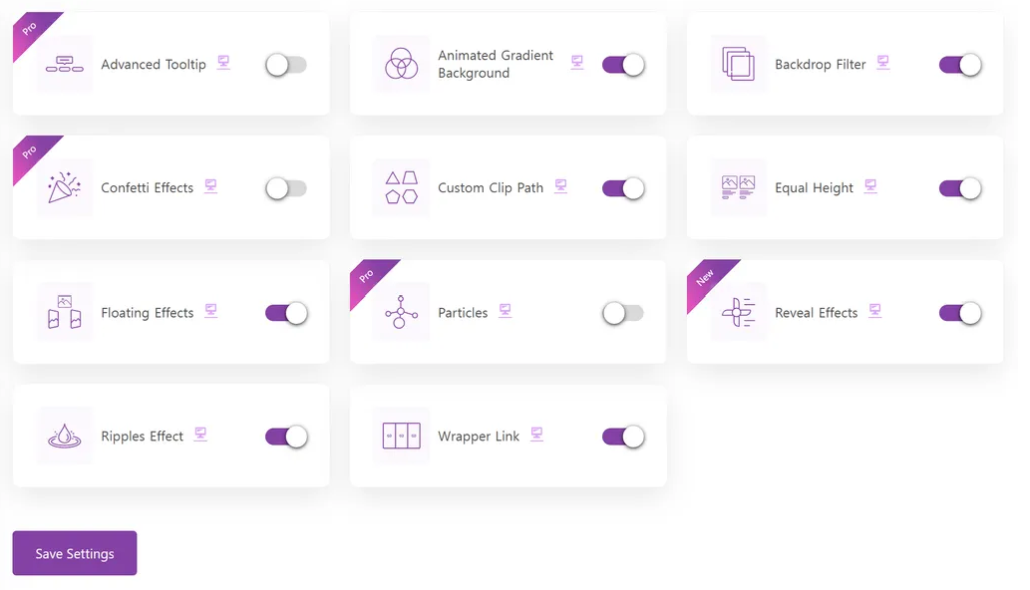 Pro
Advanced Tooltip
Animated Gradient
Background
Backdrop Filter
Pro
Confetti Effects
Custom Clip Path
Equal Height
Floating Effects
Pro
Particles
New
Reveal Effects
Ripples Effect
Wrapper Link
Save Settings